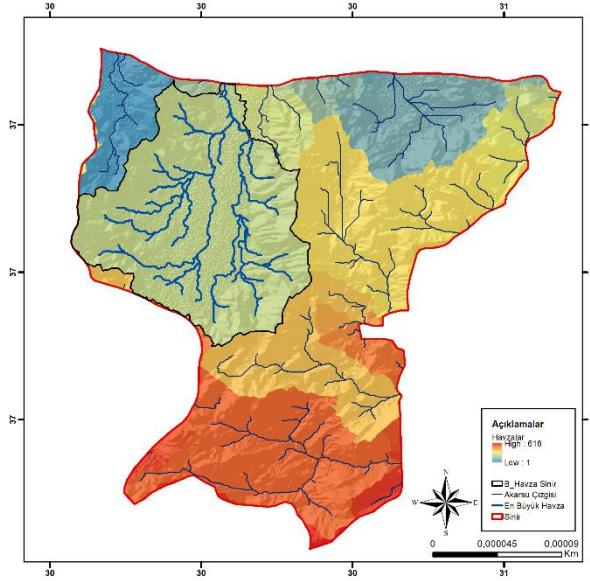 30 30 30 31
37
37
37
37
37
37
Açıklamalar
Havzalar
High : 616
Low : 1
B_Havza Sinir
Akarsu Çizgisi
En Büyük Havza
Sinir
N
W E
S
0 0,000045 0,00009
Km
30 30 30 31